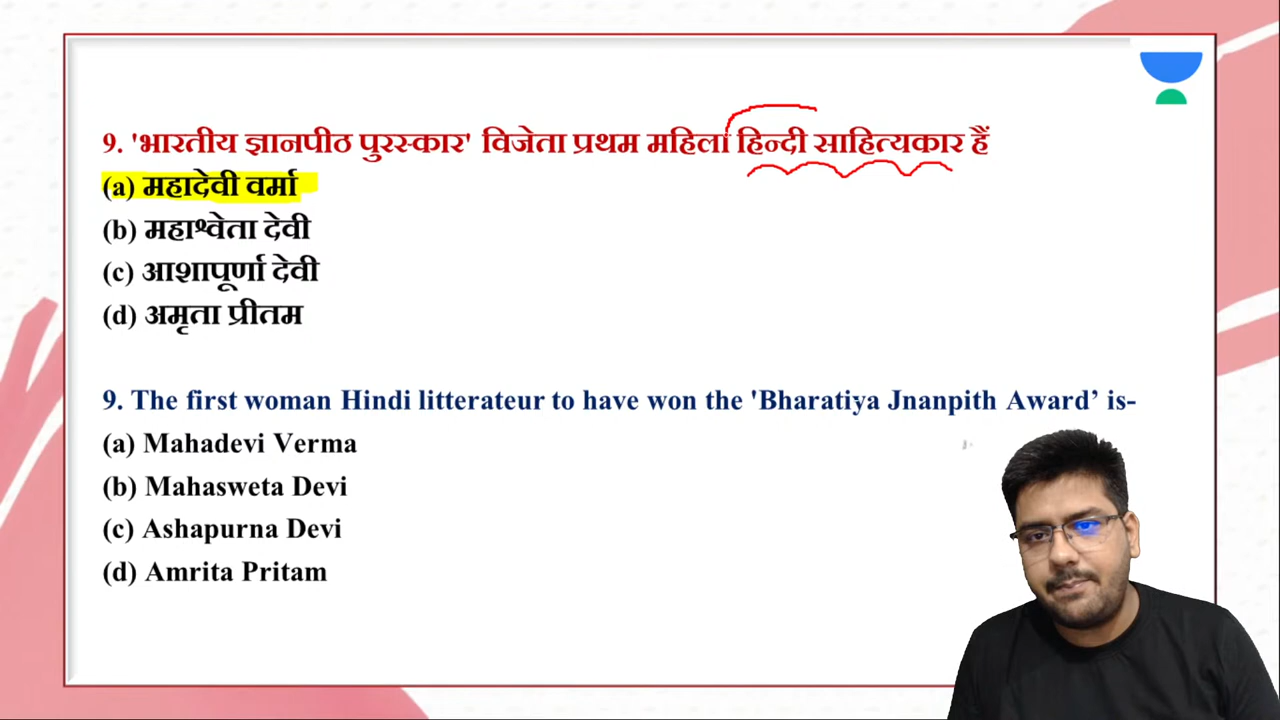 9. 'भारतीय ज्ञानपीठ पुरस्कार' विजेता प्रथम महिला हिन्दी साहित्यकार हैं
(a) महादेवी वर्मा
(b) महाश्वेता देवी
(c) आशापूर्णा देवी
(d) अमृता प्रीतम
9. The first woman Hindi litterateur to have won the 'Bharatiya Jnanpith Award’ is-
(a) Mahadevi Verma
(b) Mahasweta Devi
(c) Ashapurna Devi
(d) Amrita Pritam